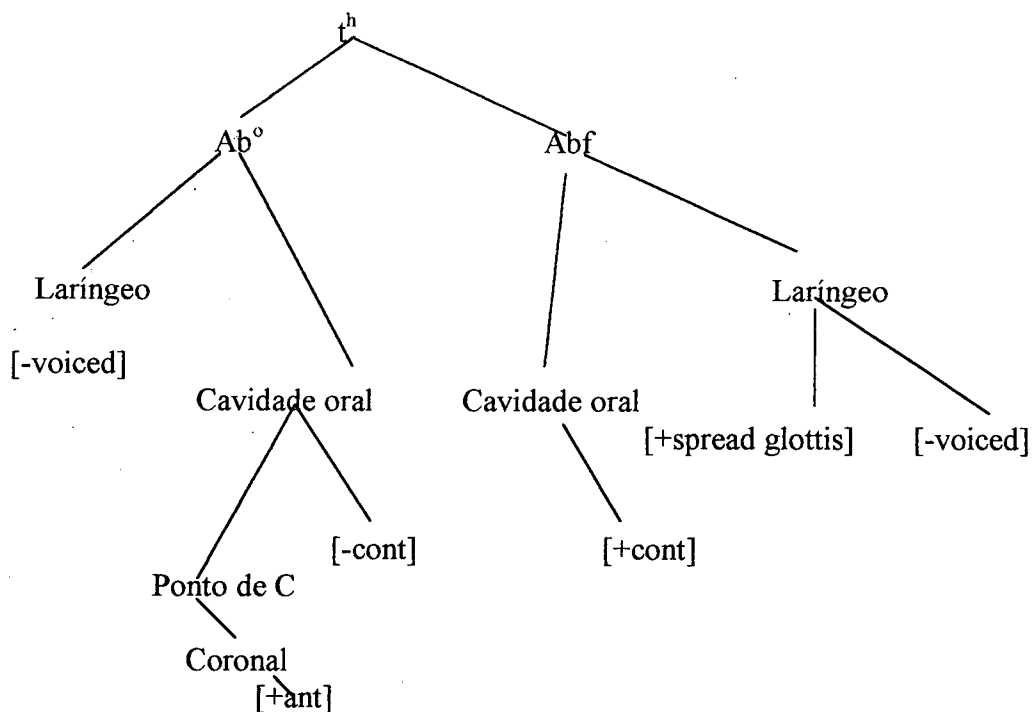 tʰ
Abº Abf
Laríngeo Laríngeo
[-voiced]
Cavidade oral Cavidade oral [+spread glottis] [-voiced]
[-cont] [+cont]
Ponto de C
Coronal
[+ant]